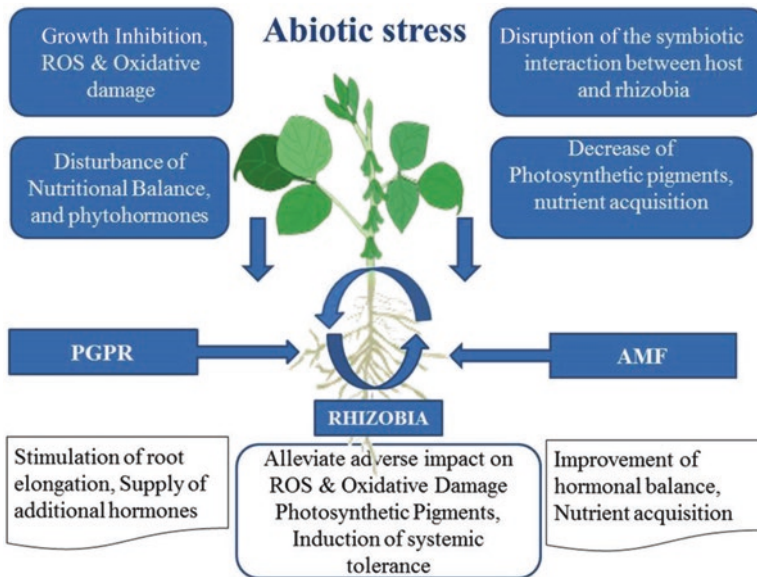 Abiotic stress
Growth Inhibition,
ROS & Oxidative
damage
Disruption of the symbiotic
interaction between host
and rhizobia
Disturbance of
Nutritional Balance,
and phytohormones
Decrease of
Photosynthetic pigments,
nutrient acquisition
PGPR
AMF
RHIZOBIA
Stimulation of root
elongation, Supply of
additional hormones
Alleviate adverse impact on
ROS & Oxidative Damage
Photosynthetic Pigments,
Induction of systemic
tolerance
Improvement of
hormonal balance,
Nutrient acquisition